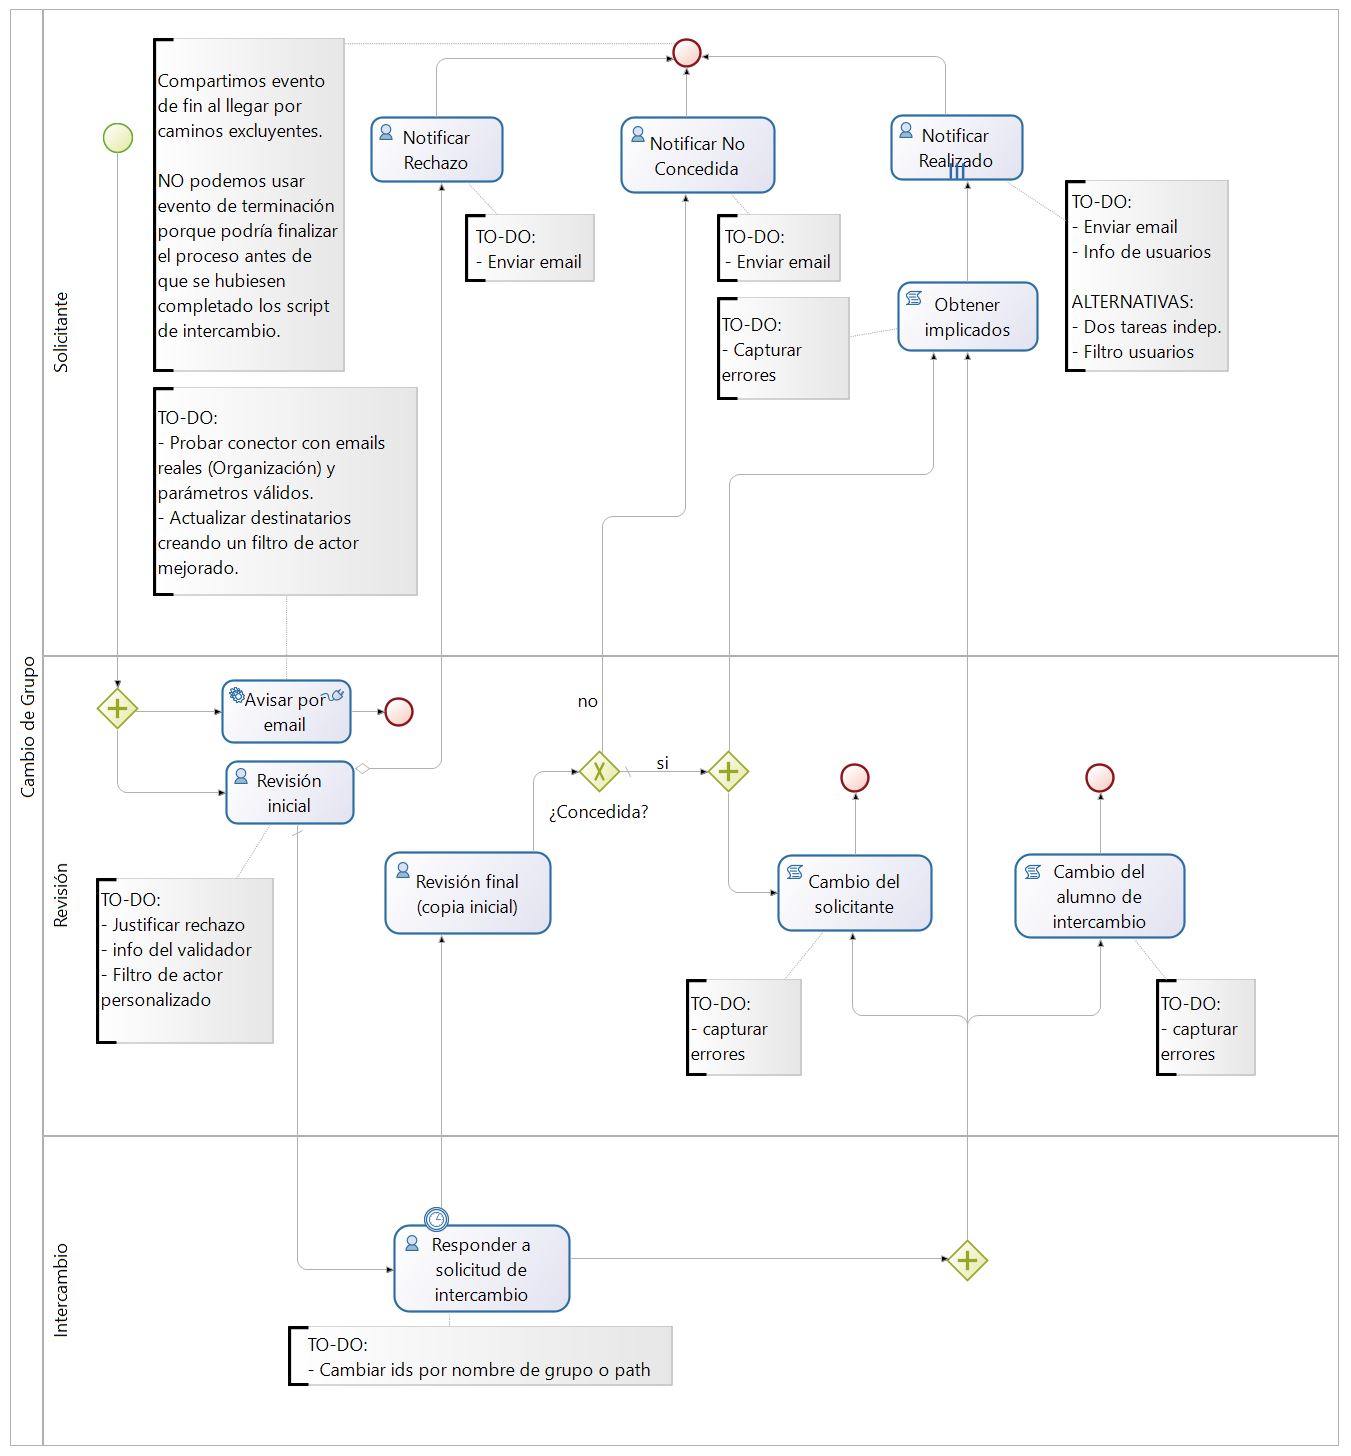 Cambio de Grupo
Solicitante
Compartimos evento
de fin al llegar por
caminos excluyentes.
NO podemos usar
evento de terminación
porque podría finalizar
el proceso antes de
que se hubiesen
completado los script
de intercambio.
Notificar
Rechazo
TO-DO:
- Enviar email
Notificar No
Concedida
TO-DO:
- Enviar email
Notificar
Realizado
TO-DO:
- Enviar email
- Info de usuarios
ALTERNATIVAS:
- Dos tareas indep.
- Filtro usuarios
Obtener
implicados
TO-DO:
- Capturar
errores
TO-DO:
- Probar conector con emails
reales (Organización) y
parámetros válidos.
- Actualizar destinatarios
creando un filtro de actor
mejorado.
Revisión
Avisar por
email
Revisión
inicial
TO-DO:
- Justificar rechazo
- info del validador
- Filtro de actor
personalizado
Revisión final
(copia inicial)
no
si
¿Concedida?
Cambio del
solicitante
TO-DO:
- capturar
errores
Cambio del
alumno de
intercambio
TO-DO:
- capturar
errores
Intercambio
Responder a
solicitud de
intercambio
TO-DO:
- Cambiar ids por nombre de grupo o path